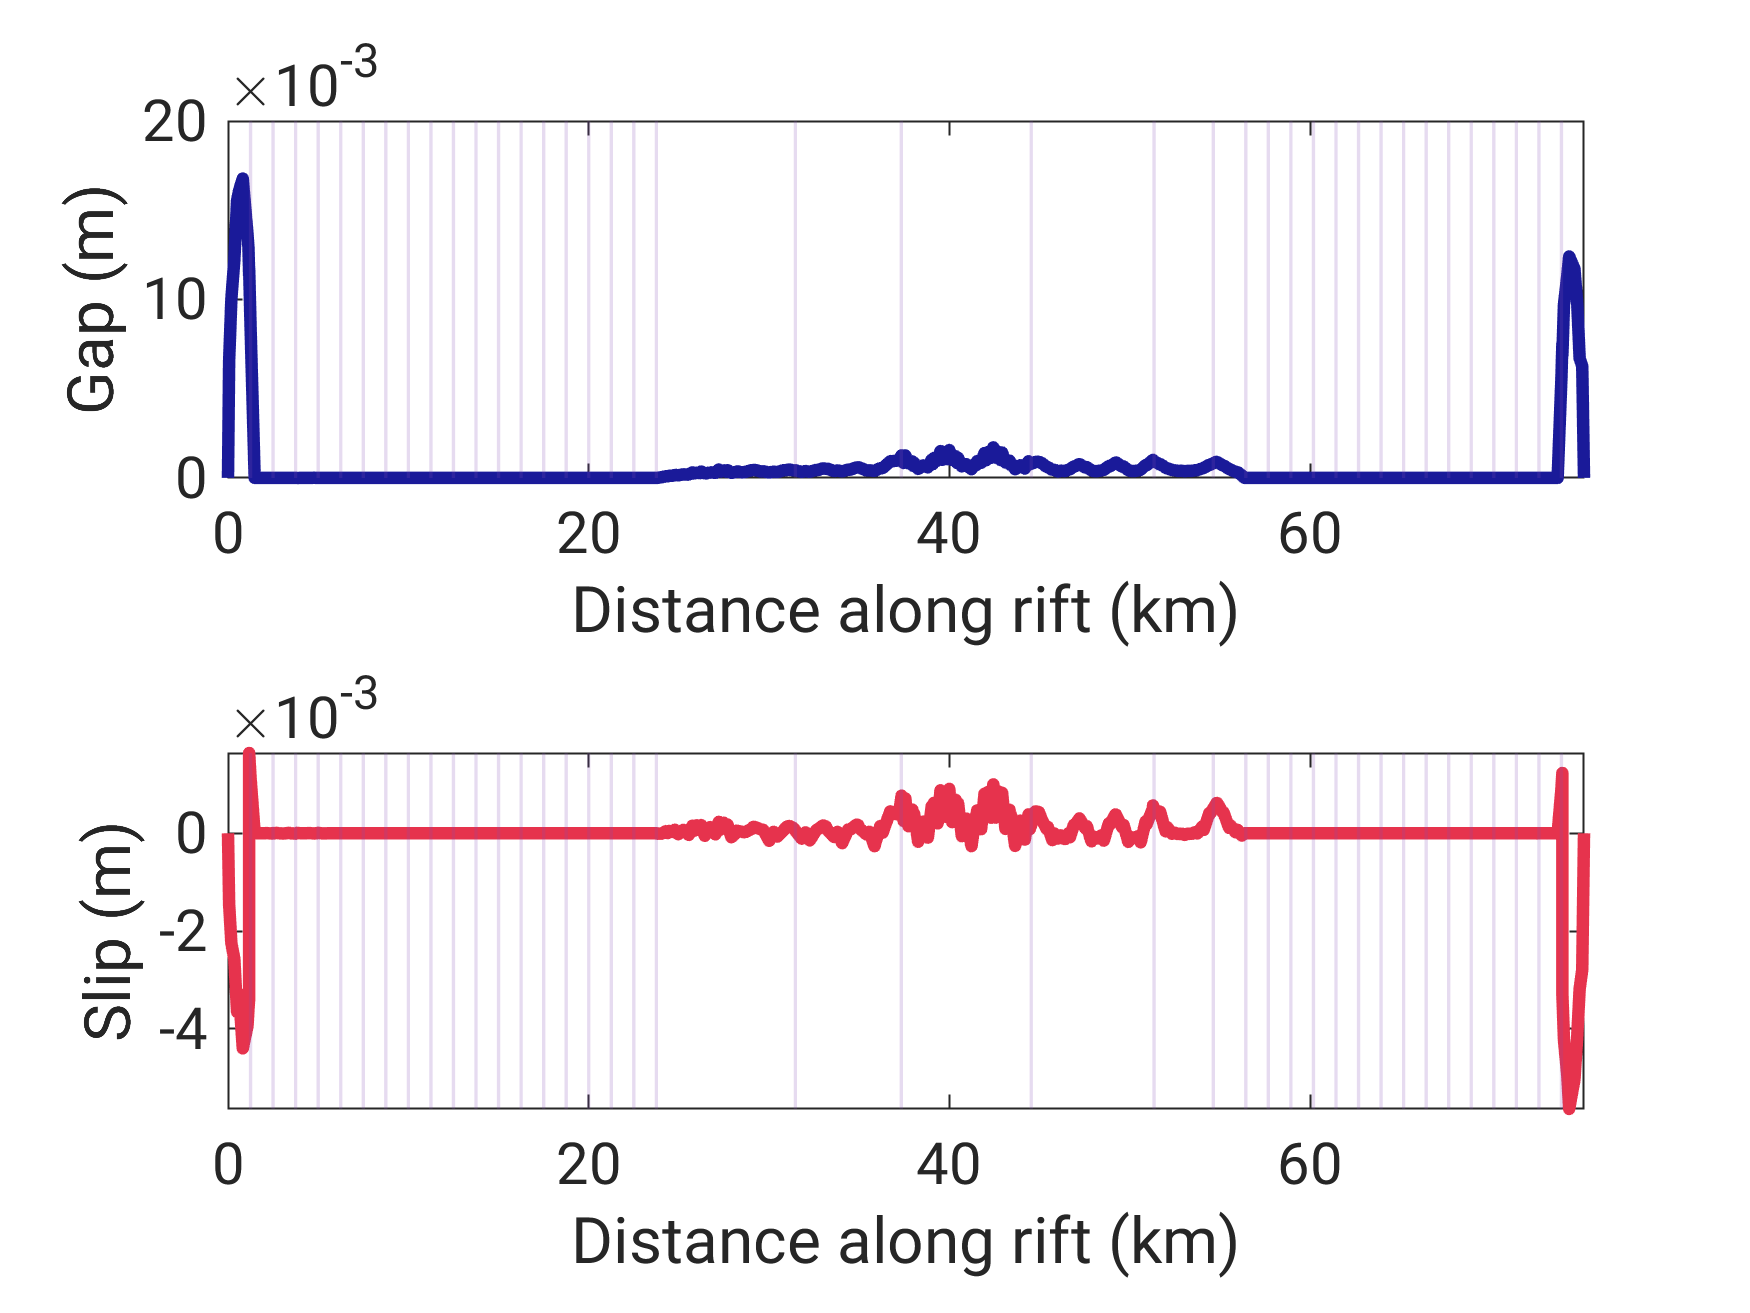 ×10-3
20
10
0
Gap (m)
0 20 40 60
Distance along rift (km)
×10-3
0
-2
-4
Slip (m)
0 20 40 60
Distance along rift (km)